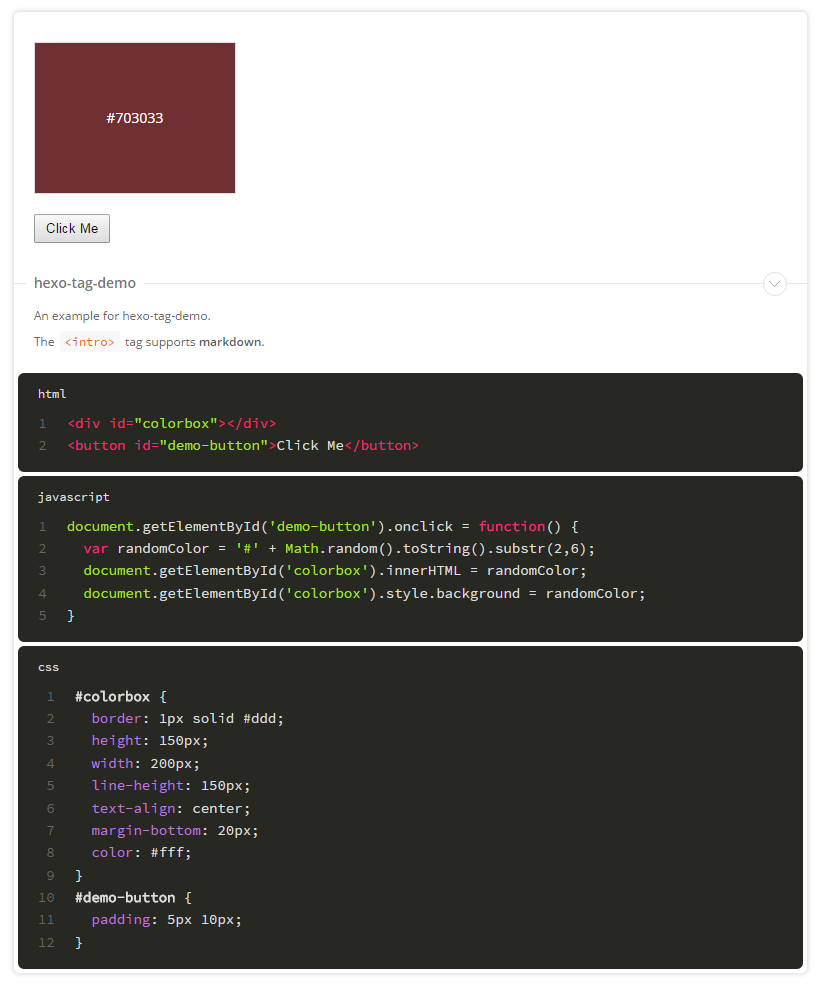 #703033
Click Me
hexo-tag-demo
An example for hexo-tag-demo.
The <intro> tag supports markdown.
html
1 <div id="colorbox"></div>
2 <button id="demo-button">Click Me</button>
javascript
1 document.getElementById('demo-button').onclick = function() {
2   var randomColor = '#' + Math.random().toString().substr(2,6);
3   document.getElementById('colorbox').innerHTML = randomColor;
4   document.getElementById('colorbox').style.background = randomColor;
5 }
css
1 #colorbox {
2   border: 1px solid #ddd;
3   height: 150px;
4   width: 200px;
5   line-height: 150px;
6   text-align: center;
7   margin-bottom: 20px;
8   color: #fff;
9 }
10 #demo-button {
11   padding: 5px 10px;
12 }